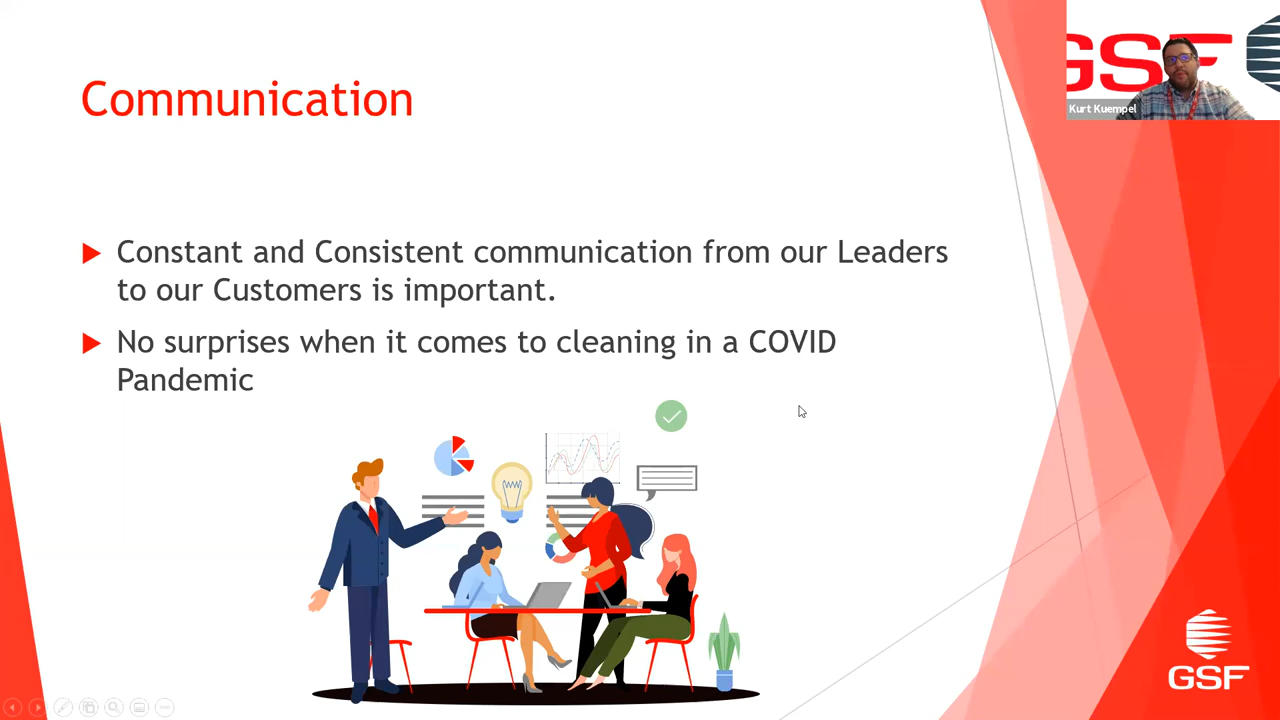 GSF
Kurt Kuempel
Communication
Constant and Consistent communication from our Leaders
to our Customers is important.
No surprises when it comes to cleaning in a COVID
Pandemic
GSF